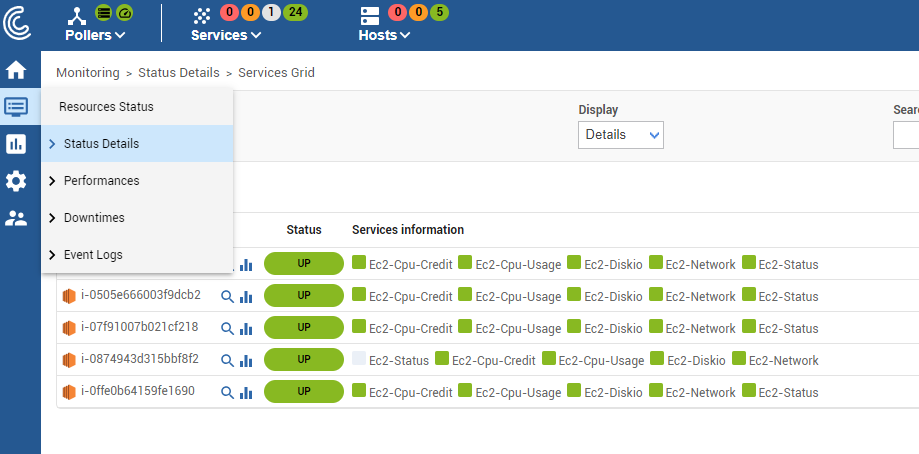 0 0 1 24 0 0 5
Pollers Services Hosts
Monitoring > Status Details > Services Grid
Resources Status
Display
Status Details
Details
Performances
Downtimes
Status Services information
Event Logs
UP Ec2-Cpu-Credit Ec2-Cpu-Usage Ec2-Diskio Ec2-Network Ec2-Status
i-0505e666003f9dcb2 UP Ec2-Cpu-Credit Ec2-Cpu-Usage Ec2-Diskio Ec2-Network Ec2-Status
i-07f91007b021cf218 UP Ec2-Cpu-Credit Ec2-Cpu-Usage Ec2-Diskio Ec2-Network Ec2-Status
i-0874943d315bbf8f2 UP Ec2-Status Ec2-Cpu-Credit Ec2-Cpu-Usage Ec2-Diskio Ec2-Network
i-0ffe0b64159fe1690 UP Ec2-Cpu-Credit Ec2-Cpu-Usage Ec2-Diskio Ec2-Network Ec2-Status